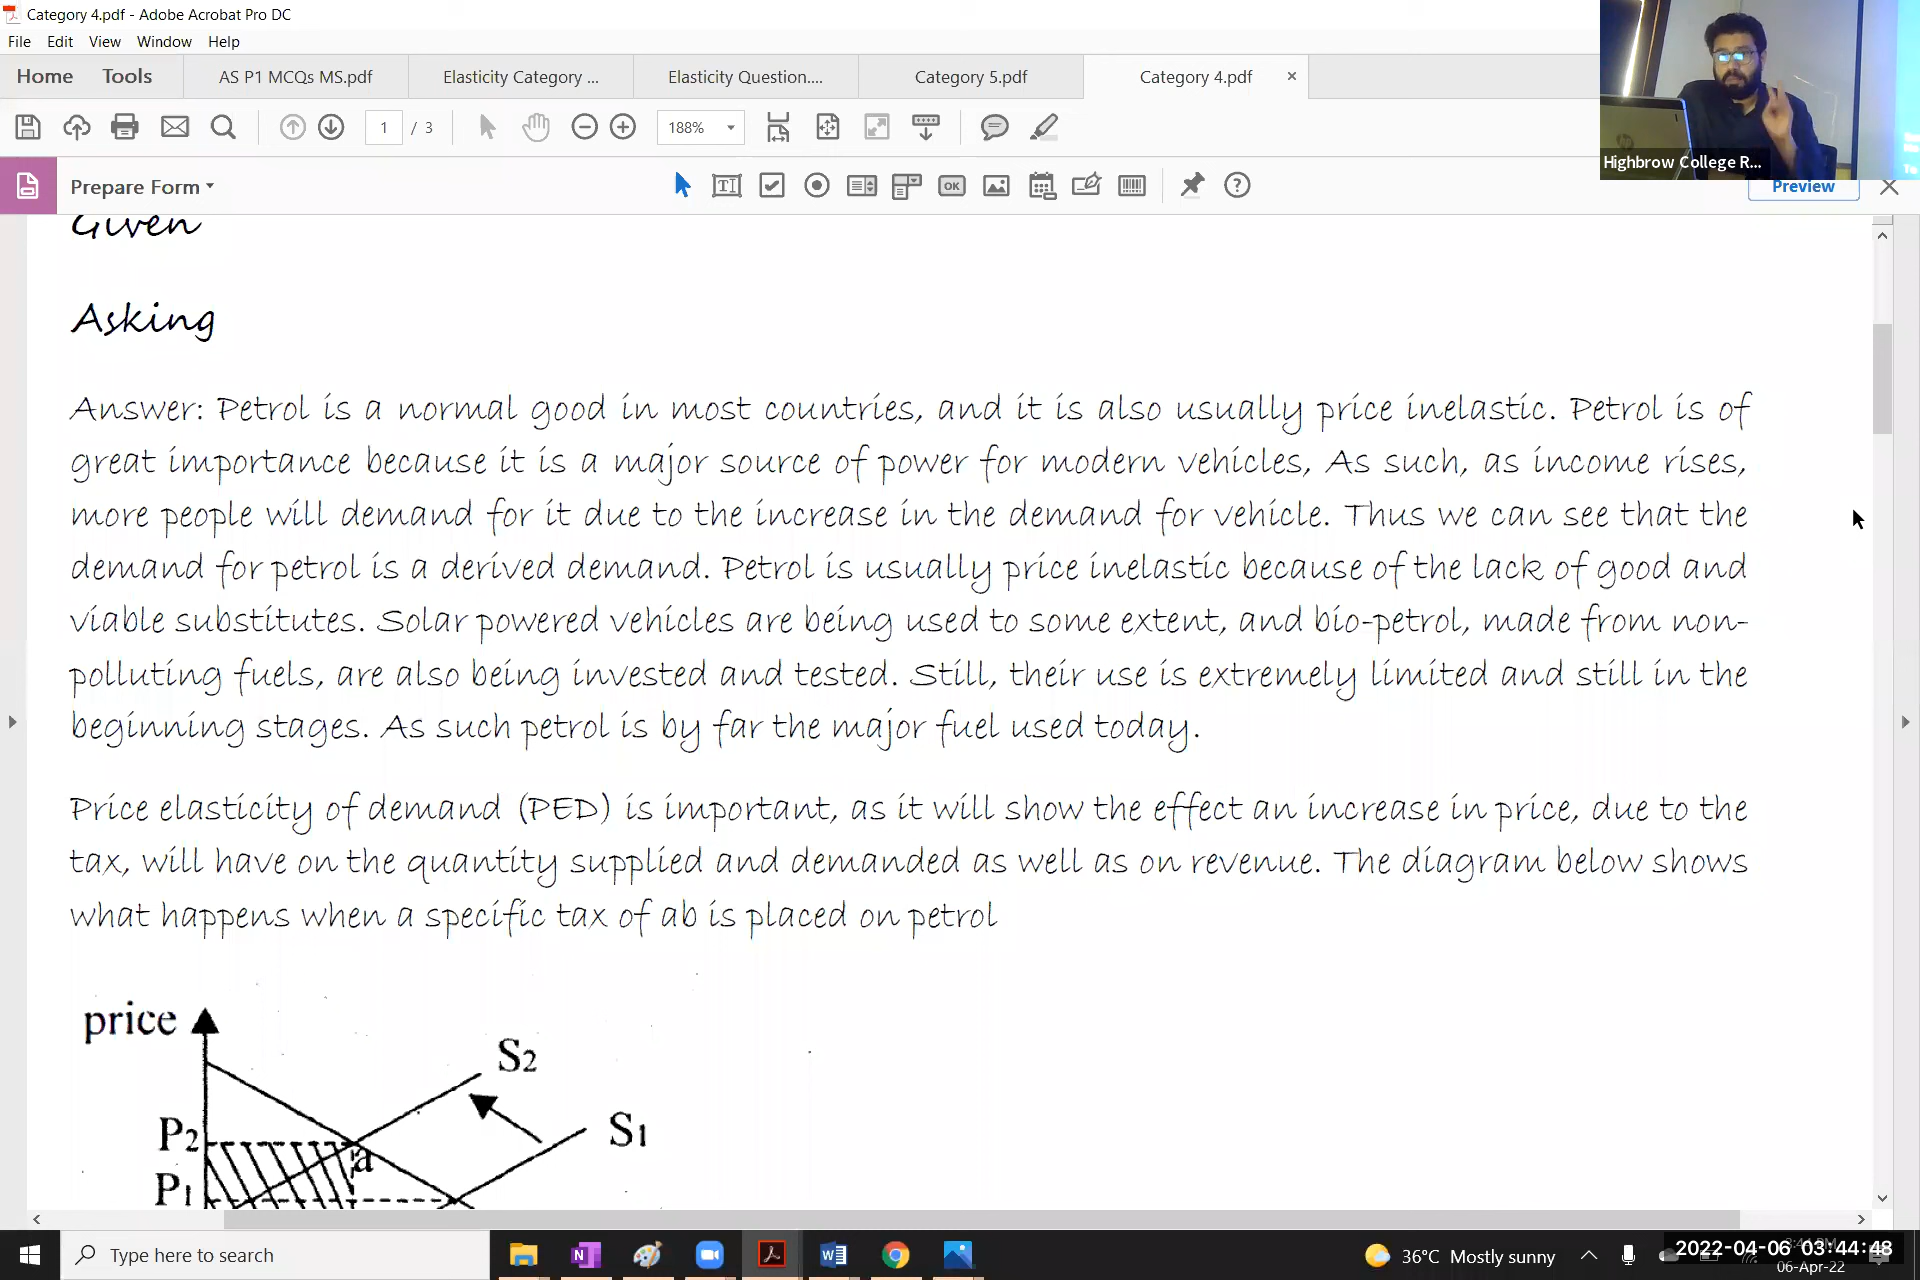 Category 4.pdf - Adobe Acrobat Pro DC
File Edit View Window Help
Home Tools AS P1 MCQs MS.pdf Elasticity Category ... Elasticity Question.... Category 5.pdf Category 4.pdf ×
1 / 3 188%
Highbrow College R...
Prepare Form OK Preview
Given
Asking
Answer: Petrol is a normal good in most countries, and it is also usually price inelastic. Petrol is of
great importance because it is a major source of power for modern vehicles, As such, as income rises,
more people will demand for it due to the increase in the demand for vehicle. Thus we can see that the
demand for petrol is a derived demand. Petrol is usually price inelastic because of the lack of good and
viable substitutes. Solar powered vehicles are being used to some extent, and bio-petrol, made from non-
polluting fuels, are also being invested and tested. Still, their use is extremely limited and still in the
beginning stages. As such petrol is by far the major fuel used today.
Price elasticity of demand (PED) is important, as it will show the effect an increase in price, due to the
tax, will have on the quantity supplied and demanded as well as on revenue. The diagram below shows
what happens when a specific tax of ab is placed on petrol
price
S2
S1
P2
a
P1
Type here to search
36°C Mostly sunny
2022-04-06 03:44:48
06-Apr-22